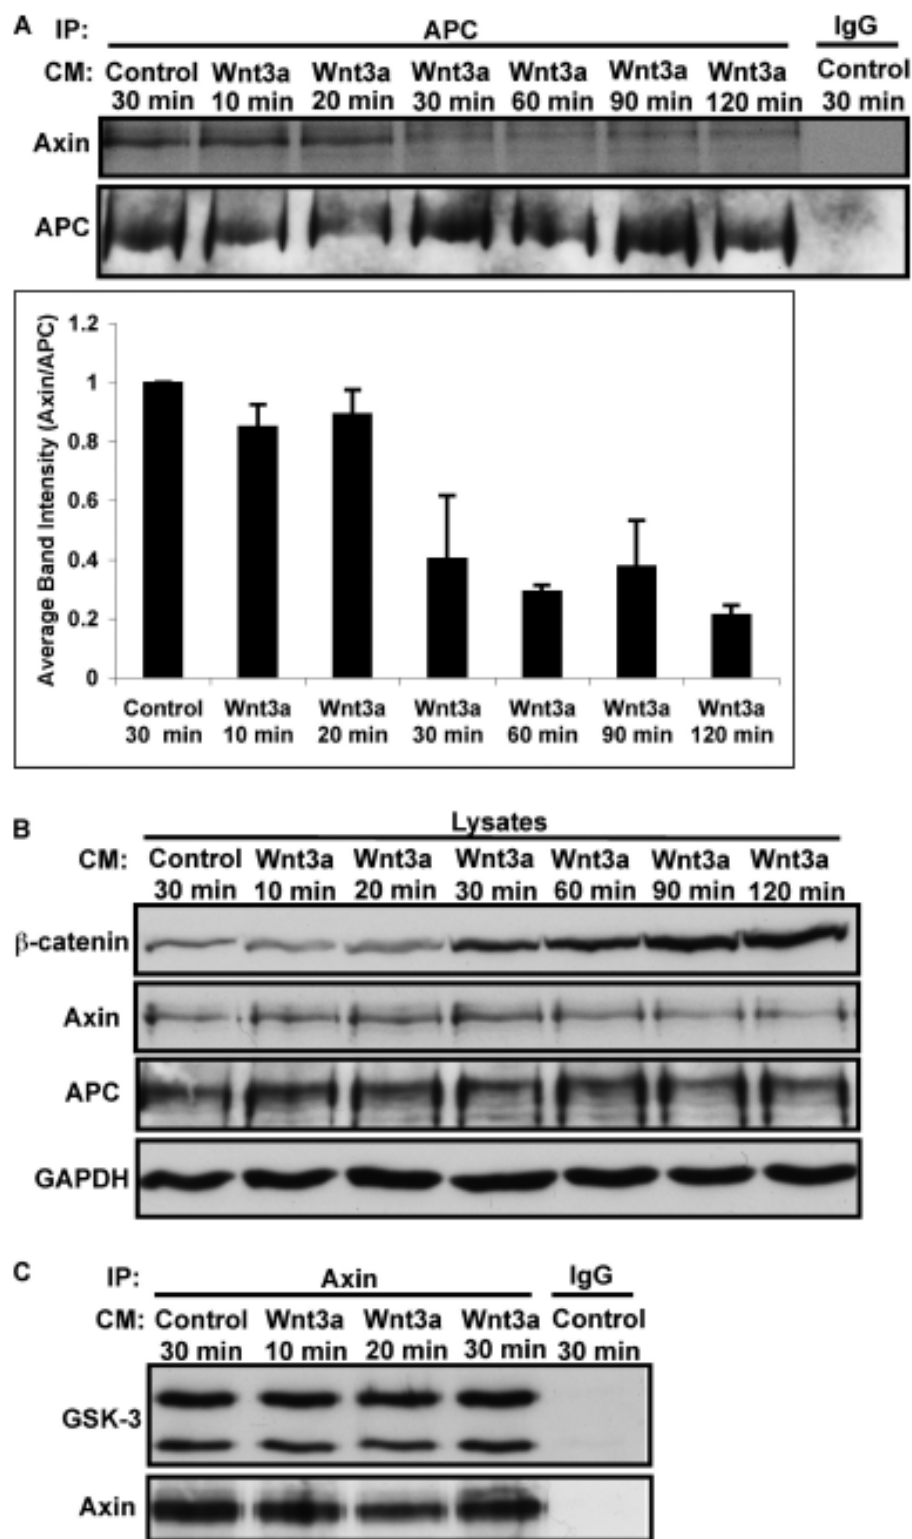 A IP: APC IgG
CM: Control Wnt3a Wnt3a Wnt3a Wnt3a Wnt3a Wnt3a Control
30 min 10 min 20 min 30 min 60 min 90 min 120 min 30 min
Axin
APC
Average Band Intensity (Axin/APC)
1.2
1
0.8
0.6
0.4
0.2
0
Control Wnt3a Wnt3a Wnt3a Wnt3a Wnt3a Wnt3a
30 min 10 min 20 min 30 min 60 min 90 min 120 min
B Lysates
CM: Control Wnt3a Wnt3a Wnt3a Wnt3a Wnt3a Wnt3a
30 min 10 min 20 min 30 min 60 min 90 min 120 min
β-catenin
Axin
APC
GAPDH
C IP: Axin IgG
CM: Control Wnt3a Wnt3a Wnt3a Control
30 min 10 min 20 min 30 min 30 min
GSK-3
Axin